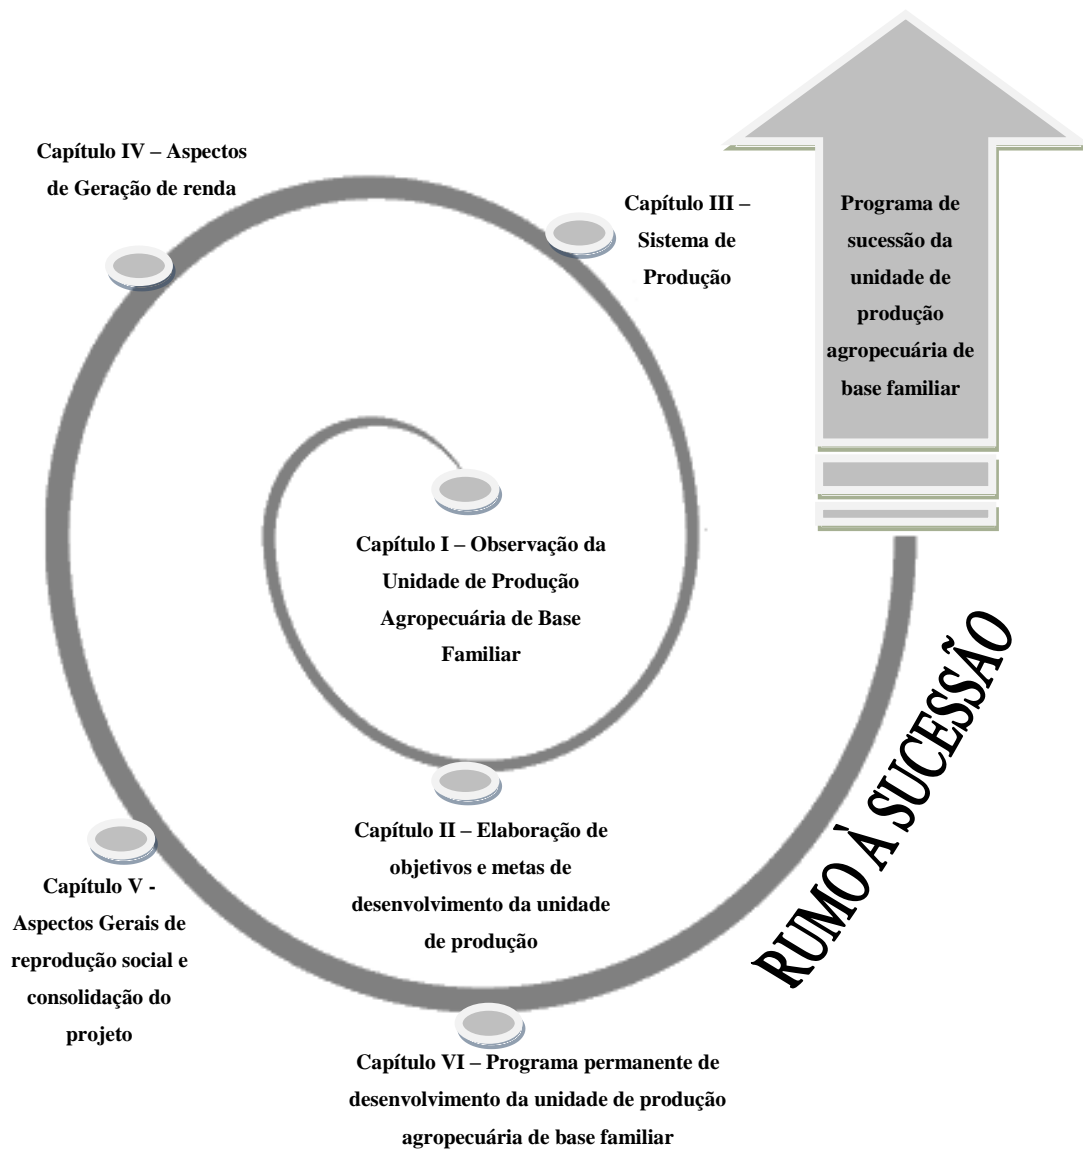 Capítulo IV – Aspectos
de Geração de renda
Capítulo III –
Sistema de
Produção
Programa de
sucessão da
unidade de
produção
agropecuária de
base familiar
Capítulo I – Observação da
Unidade de Produção
Agropecuária de Base
Familiar
RUMO À SUCESSÃO
Capítulo II – Elaboração de
objetivos e metas de
desenvolvimento da unidade
de produção
Capítulo V -
Aspectos Gerais de
reprodução social e
consolidação do
projeto
Capítulo VI – Programa permanente de
desenvolvimento da unidade de produção
agropecuária de base familiar